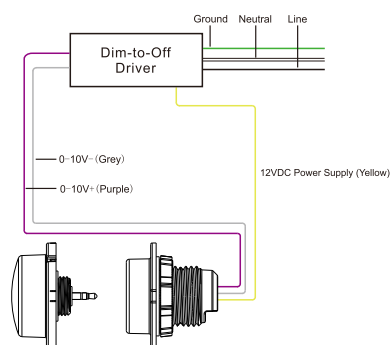 Ground Neutral Line
Dim-to-Off
Driver
0-10V-(Grey)
12VDC Power Supply (Yellow)
0-10V+(Purple)